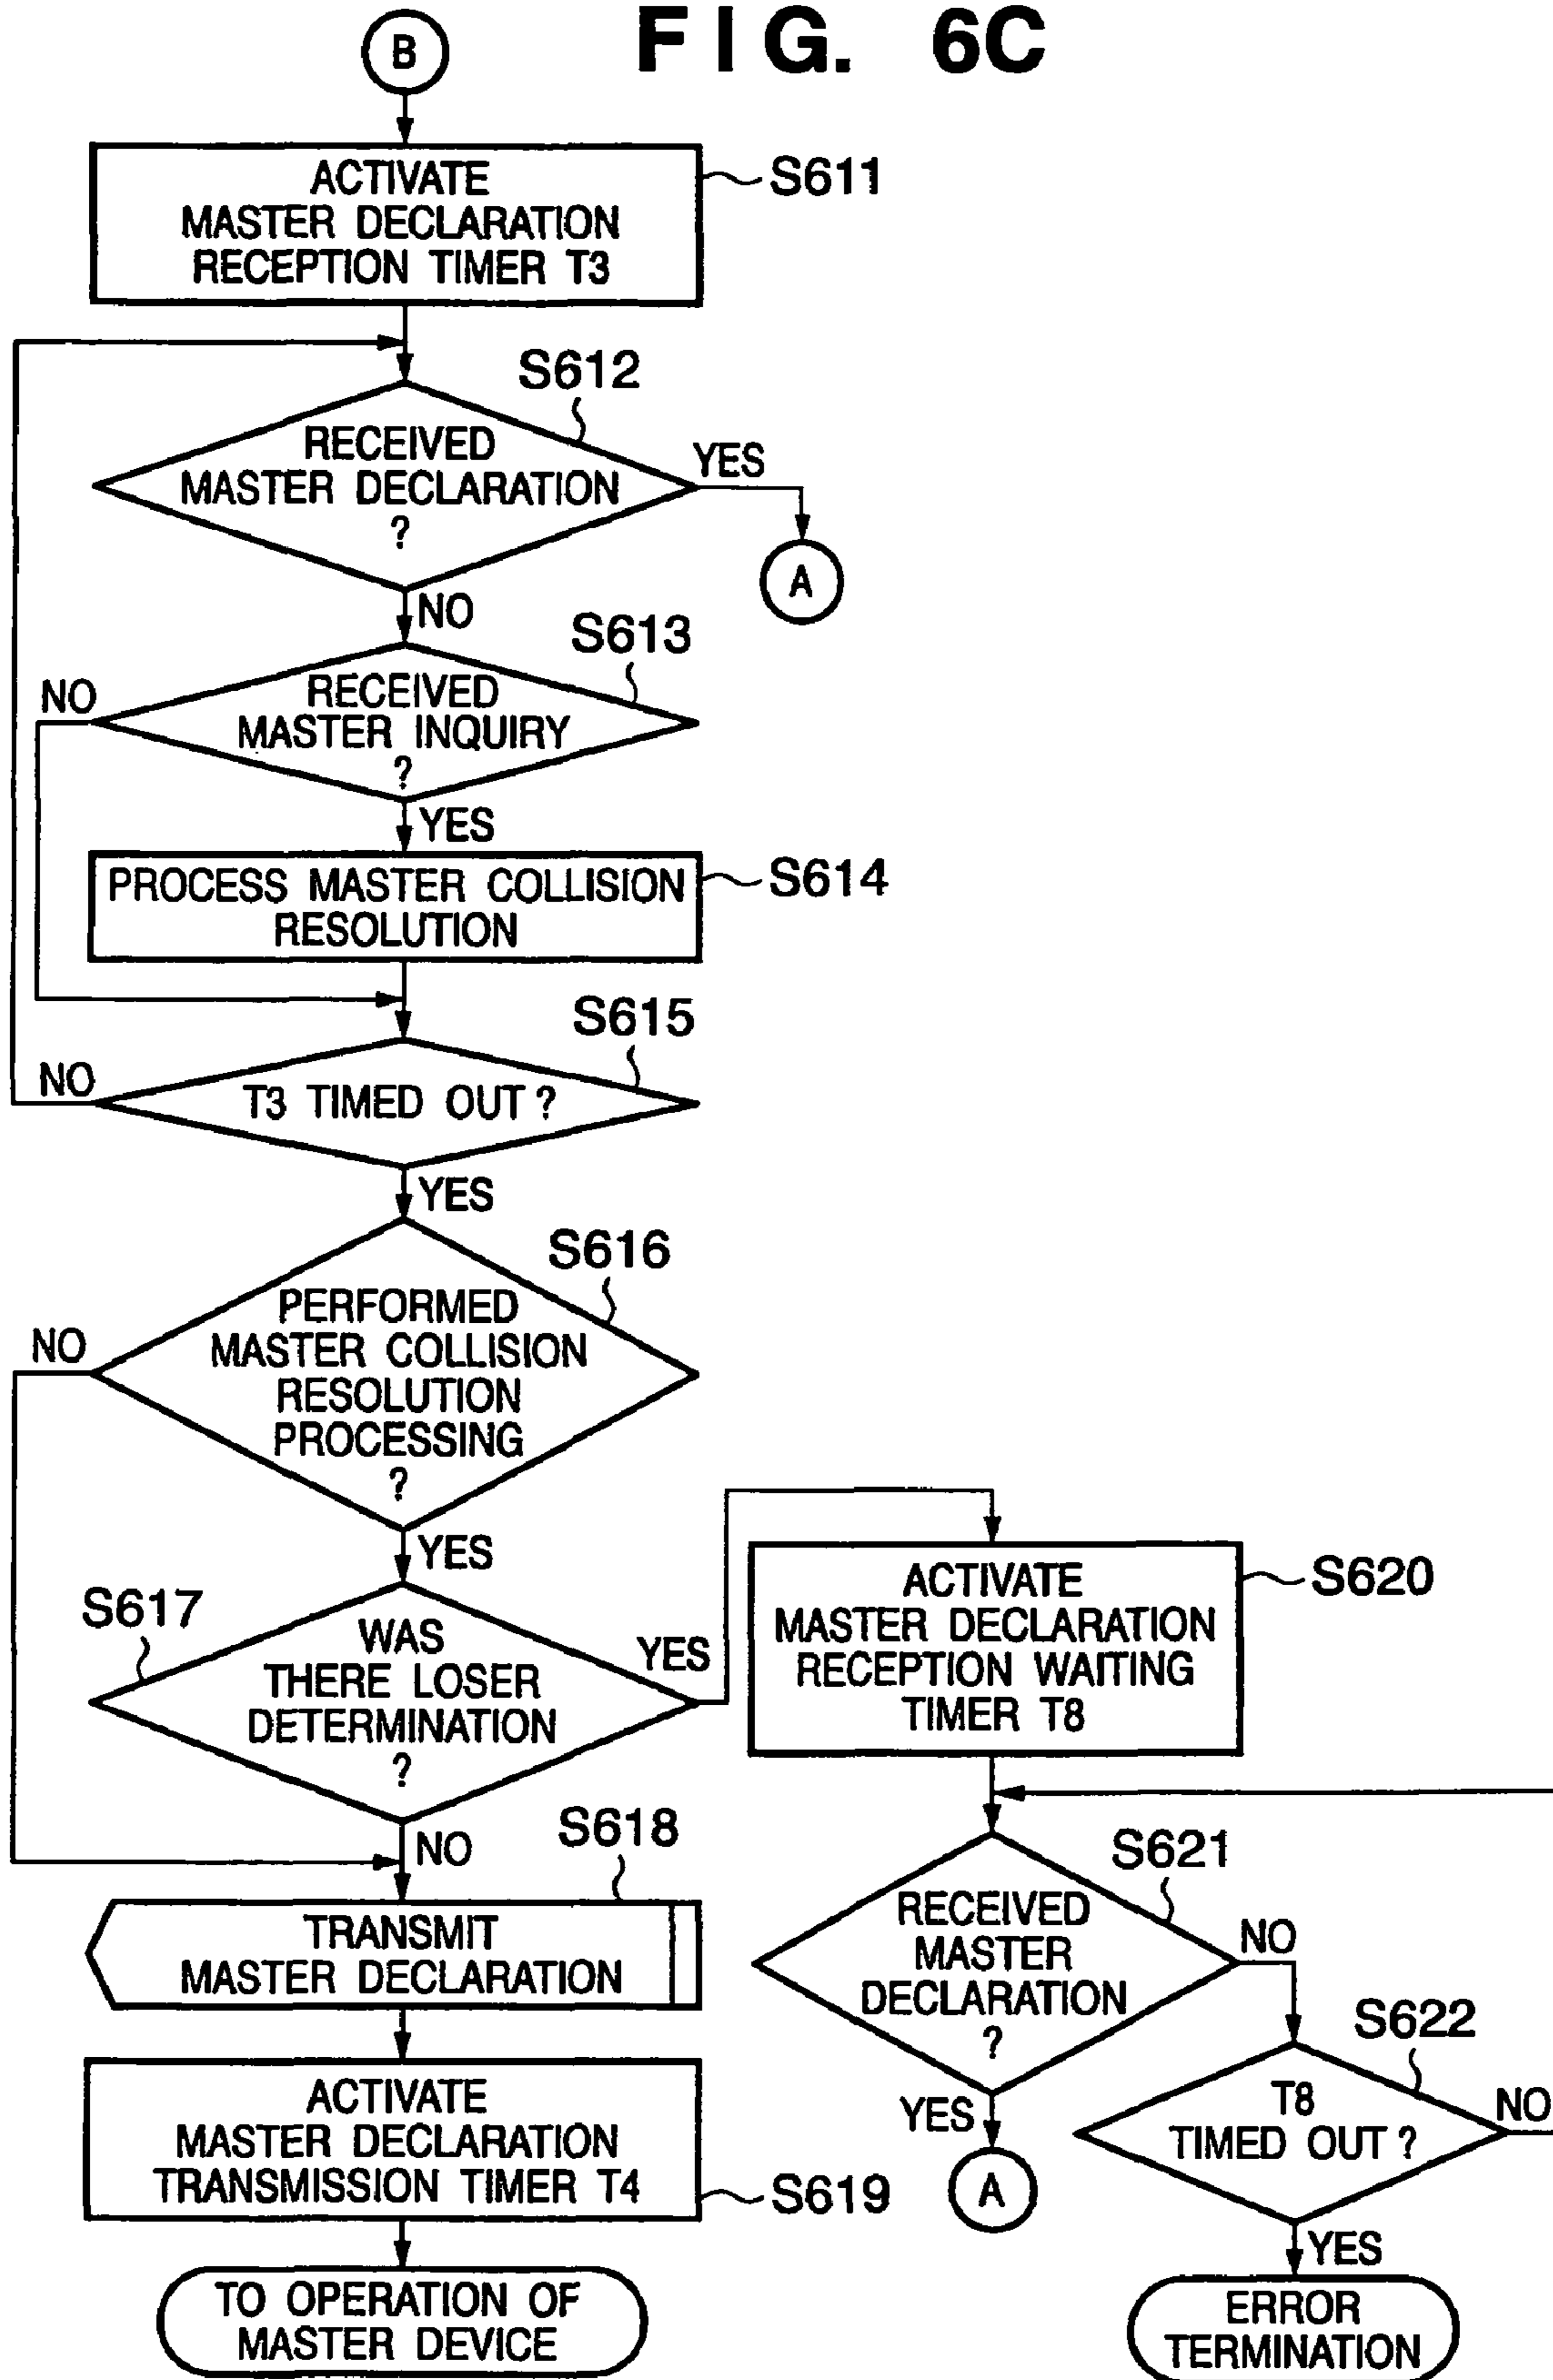 FIG. 6C
B
ACTIVATE
MASTER DECLARATION
RECEPTION TIMER T3
S611
S612
RECEIVED
MASTER DECLARATION
?
YES
A
NO
S613
NO
RECEIVED
MASTER INQUIRY
?
YES
PROCESS MASTER COLLISION
RESOLUTION
S614
S615
NO
T3 TIMED OUT ?
YES
S616
NO
PERFORMED
MASTER COLLISION
RESOLUTION
PROCESSING
?
YES
S617
WAS
THERE LOSER
DETERMINATION
?
YES
NO
S618
TRANSMIT
MASTER DECLARATION
ACTIVATE
MASTER DECLARATION
TRANSMISSION TIMER T4
S619
TO OPERATION OF
MASTER DEVICE
ACTIVATE
MASTER DECLARATION
RECEPTION WAITING
TIMER T8
S620
S621
RECEIVED
MASTER
DECLARATION
?
NO
YES
A
S622
T8
TIMED OUT ?
NO
YES
ERROR
TERMINATION